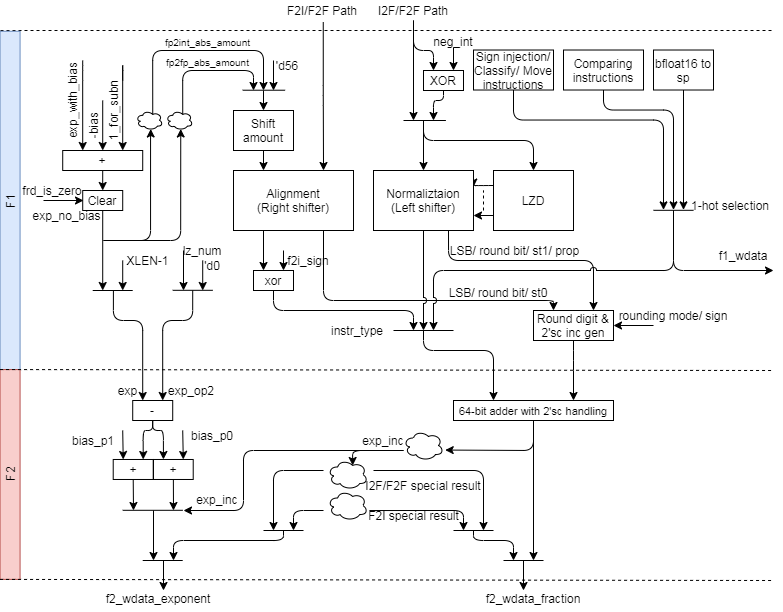 F2I/F2F Path
I2F/F2F Path
fp2int_abs_amount
fp2fp_abs_amount
'd56
neg_int
XOR
Sign injection/
Classify/ Move
instructions
Comparing
instructions
bfloat16 to
sp
exp_with_bias
-bias
1_for_subn
+
Shift
amount
F1
frd_is_zero
Clear
exp_no_bias
Alignment
(Right shifter)
Normaliztaion
(Left shifter)
LZD
1-hot selection
XLEN-1
lz_num
'd0
f2i_sign
xor
LSB/ round bit/ st1/ prop
f1_wdata
LSB/ round bit/ st0
instr_type
Round digit &
2'sc inc gen
rounding mode/ sign
F2
exp
exp_op2
-
64-bit adder with 2'sc handling
bias_p1
bias_p0
exp_inc
+
+
I2F/F2F special result
exp_inc
F2I special result
f2_wdata_exponent
f2_wdata_fraction